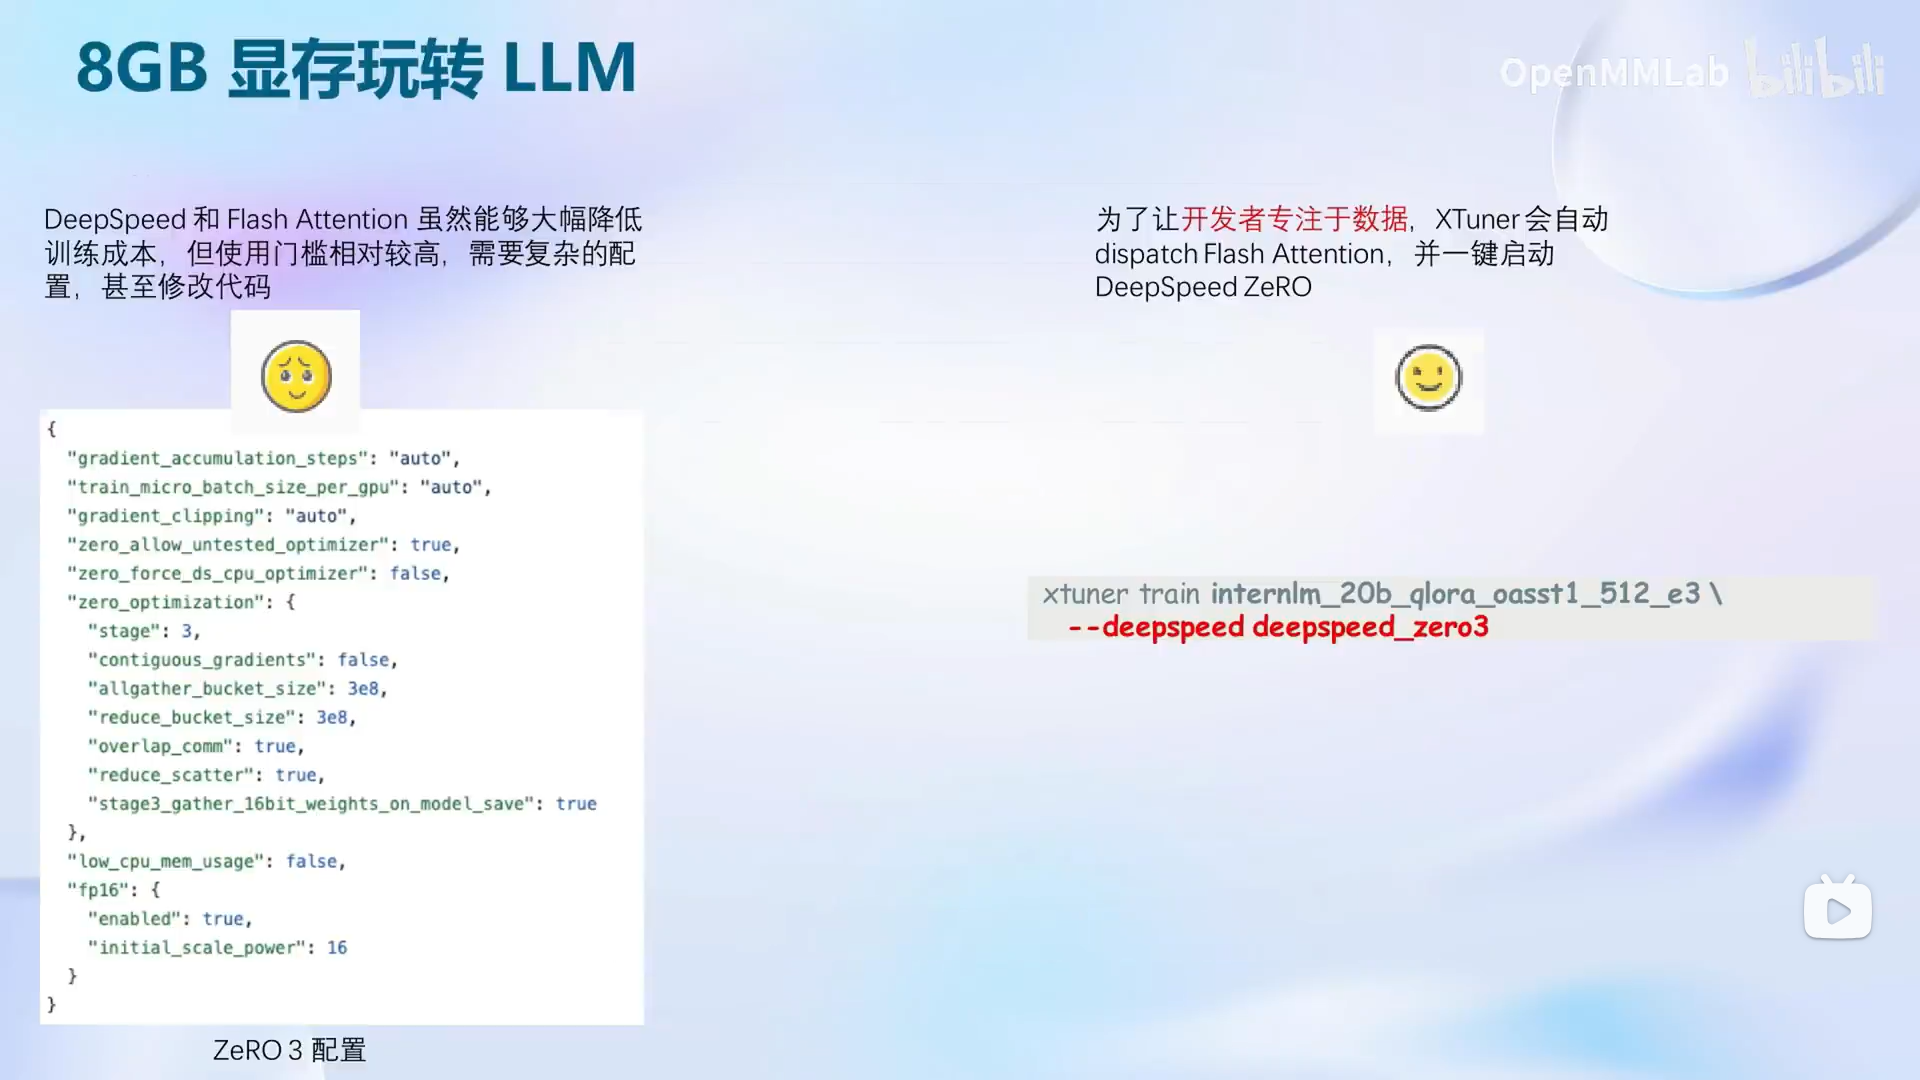 8GB 显存玩转 LLM
OpenMMLab bilibili
DeepSpeed 和 Flash Attention 虽然能够大幅降低
训练成本，但使用门槛相对较高，需要复杂的配
置，甚至修改代码
{
"gradient_accumulation_steps": "auto",
"train_micro_batch_size_per_gpu": "auto",
"gradient_clipping": "auto",
"zero_allow_untested_optimizer": true,
"zero_force_ds_cpu_optimizer": false,
"zero_optimization": {
"stage": 3,
"contiguous_gradients": false,
"allgather_bucket_size": 3e8,
"reduce_bucket_size": 3e8,
"overlap_comm": true,
"reduce_scatter": true,
"stage3_gather_16bit_weights_on_model_save": true
},
"low_cpu_mem_usage": false,
"fp16": {
"enabled": true,
"initial_scale_power": 16
}
}
ZeRO 3 配置
为了让开发者专注于数据，XTuner 会自动
dispatch Flash Attention，并一键启动
DeepSpeed ZeRO
xtuner train internlm_20b_qlora_oasst1_512_e3 \
--deepspeed deepspeed_zero3